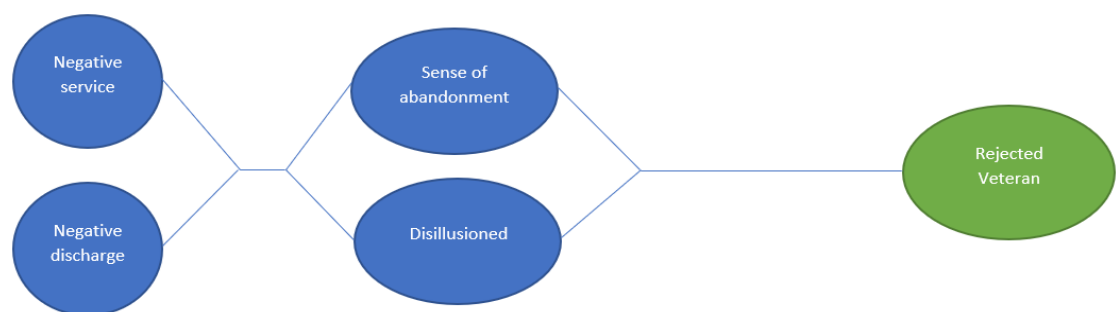 Negative
service
Sense of
abandonment
Rejected
Veteran
Negative
discharge
Disillusioned